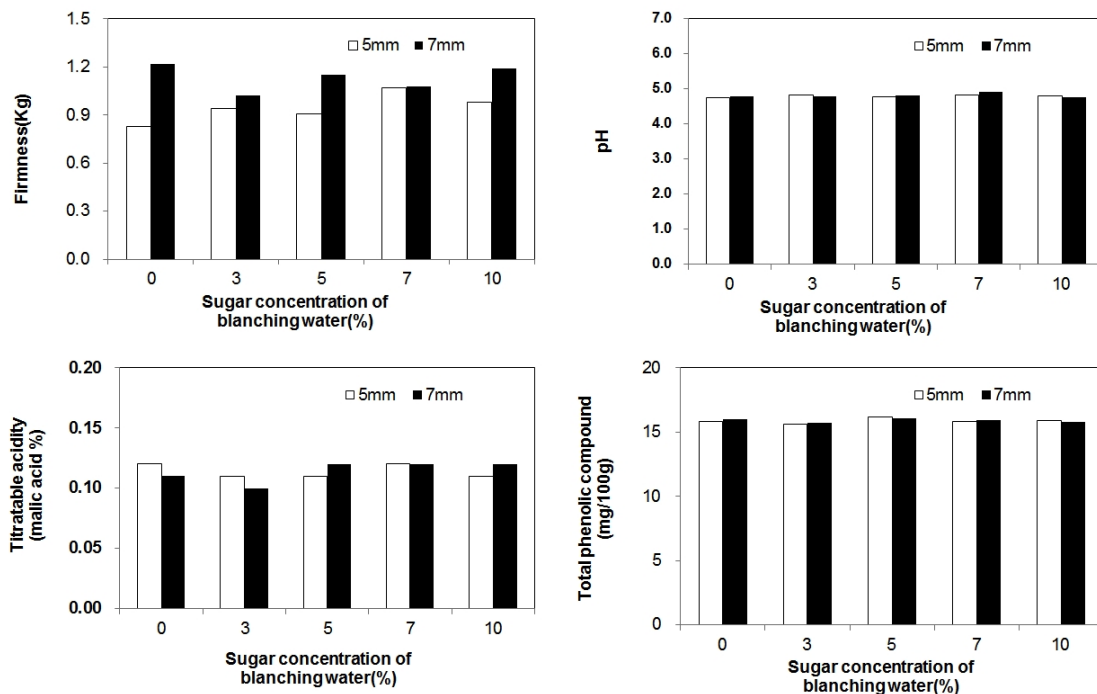 1.5
1.2
0.9
0.6
0.3
0.0
Firmness(Kg)
5mm 7mm
0 3 5 7 10
Sugar concentration of
blanching water(%)
7.0
6.0
5.0
4.0
3.0
2.0
1.0
0.0
pH
5mm 7mm
0 3 5 7 10
Sugar concentration of
blanching water(%)
0.20
0.15
0.10
0.05
0.00
Titratable acidity
(malic acid %)
5mm 7mm
0 3 5 7 10
Sugar concentration of
blanching water(%)
20
15
10
5
0
Total phenolic compound
(mg/100g)
5mm 7mm
0 3 5 7 10
Sugar concentration of
blanching water(%)